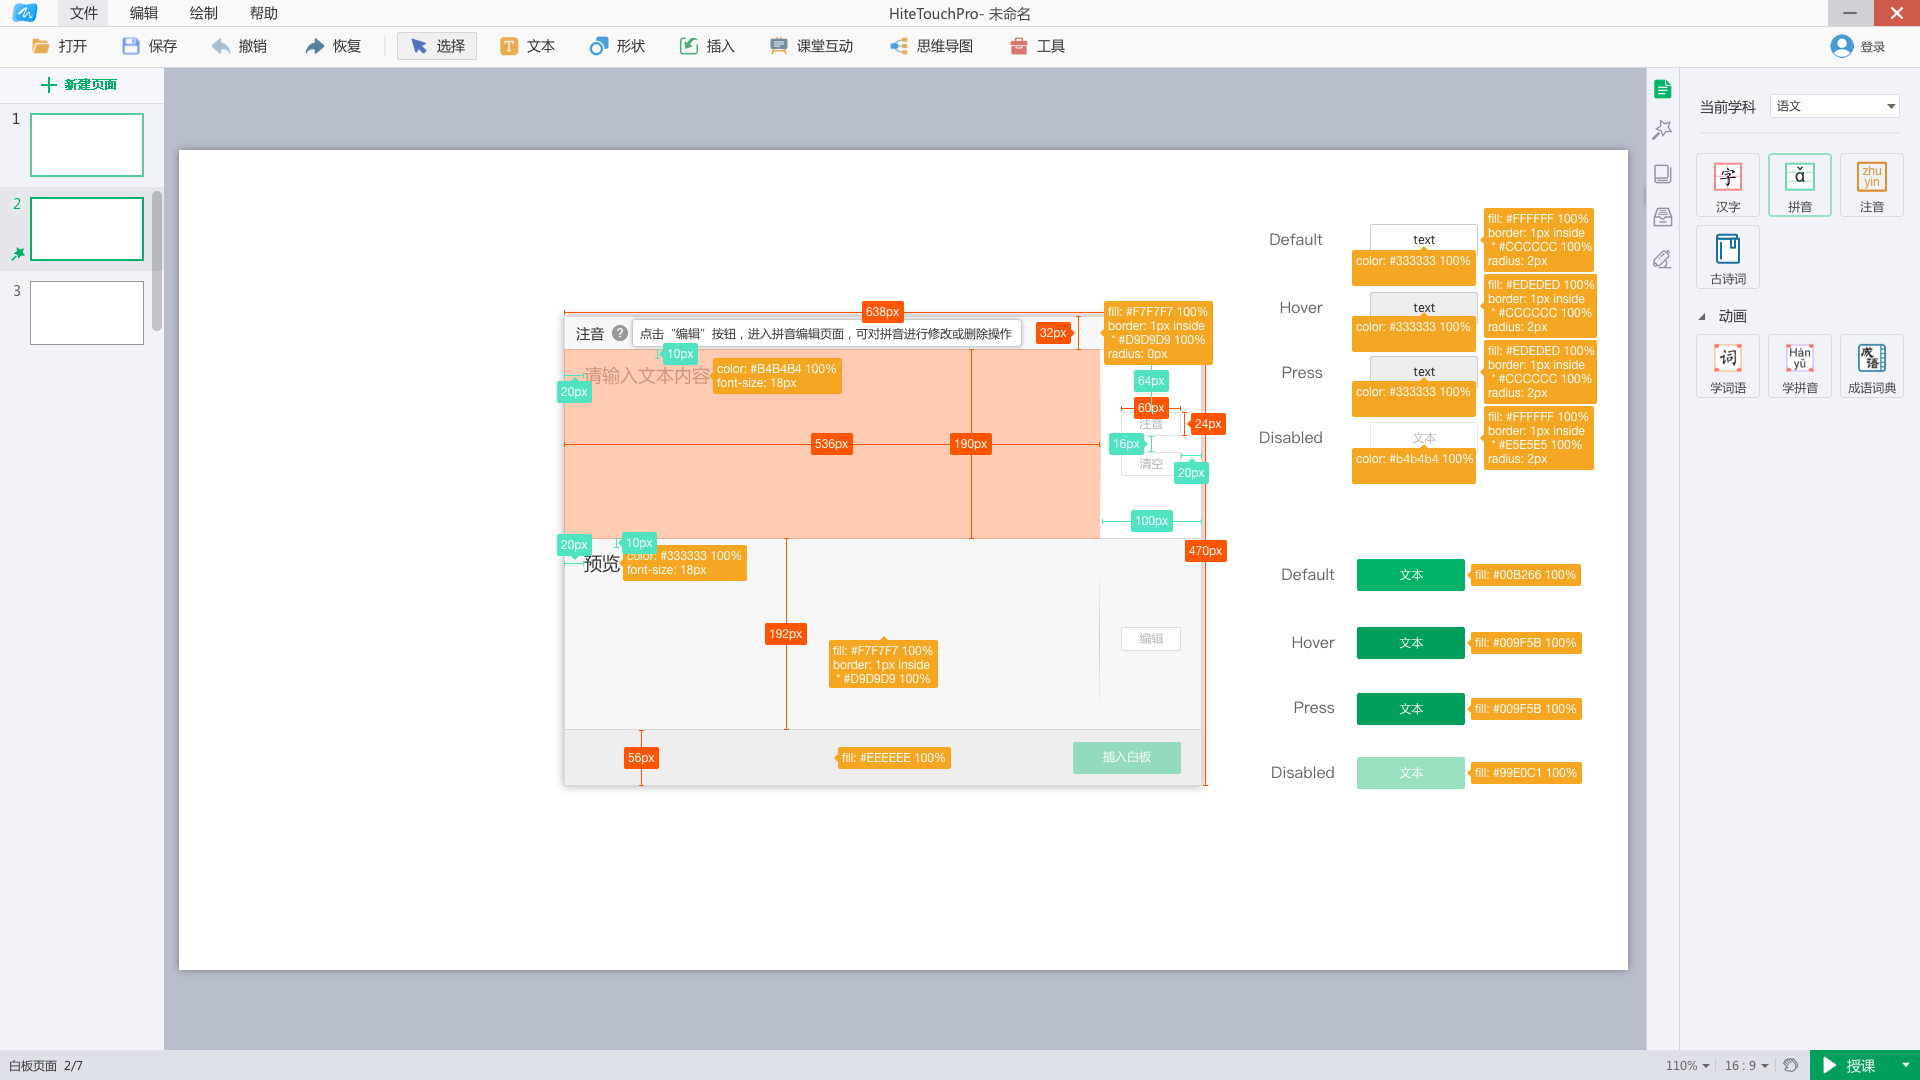 文件 编辑 绘制 帮助 HiteTouchPro- 未命名
打开 保存 撤销 恢复 选择 文本 形状 插入 课堂互动 思维导图 工具 登录
新建页面
1
2
3
当前学科 语文
汉字 拼音 注音
字 ǎ zhu yin
古诗词
动画
词 Hàn yǔ 成语
学词语 学拼音 成语词典
638px
注音 ? 点击“编辑”按钮，进入拼音编辑页面，可对拼音进行修改或删除操作
32px
fill: #F7F7F7 100%
border: 1px inside
* #D9D9D9 100%
radius: 0px
10px
请输入文本内容
color: #B4B4B4 100%
font-size: 18px
20px
64px
60px
注音
24px
536px
190px
16px
清空
20px
100px
470px
20px
10px
预览
color: #333333 100%
font-size: 18px
192px
编辑
fill: #F7F7F7 100%
border: 1px inside
* #D9D9D9 100%
56px
fill: #EEEEEE 100%
插入白板
Default
text
color: #333333 100%
fill: #FFFFFF 100%
border: 1px inside
* #CCCCCC 100%
radius: 2px
Hover
text
color: #333333 100%
fill: #EDEDED 100%
border: 1px inside
* #CCCCCC 100%
radius: 2px
Press
text
color: #333333 100%
fill: #EDEDED 100%
border: 1px inside
* #CCCCCC 100%
radius: 2px
Disabled
文本
color: #b4b4b4 100%
fill: #FFFFFF 100%
border: 1px inside
* #E5E5E5 100%
radius: 2px
Default 文本 fill: #00B266 100%
Hover 文本 fill: #009F5B 100%
Press 文本 fill: #009F5B 100%
Disabled 文本 fill: #99E0C1 100%
白板页面 2/7
110% 16 : 9 授课